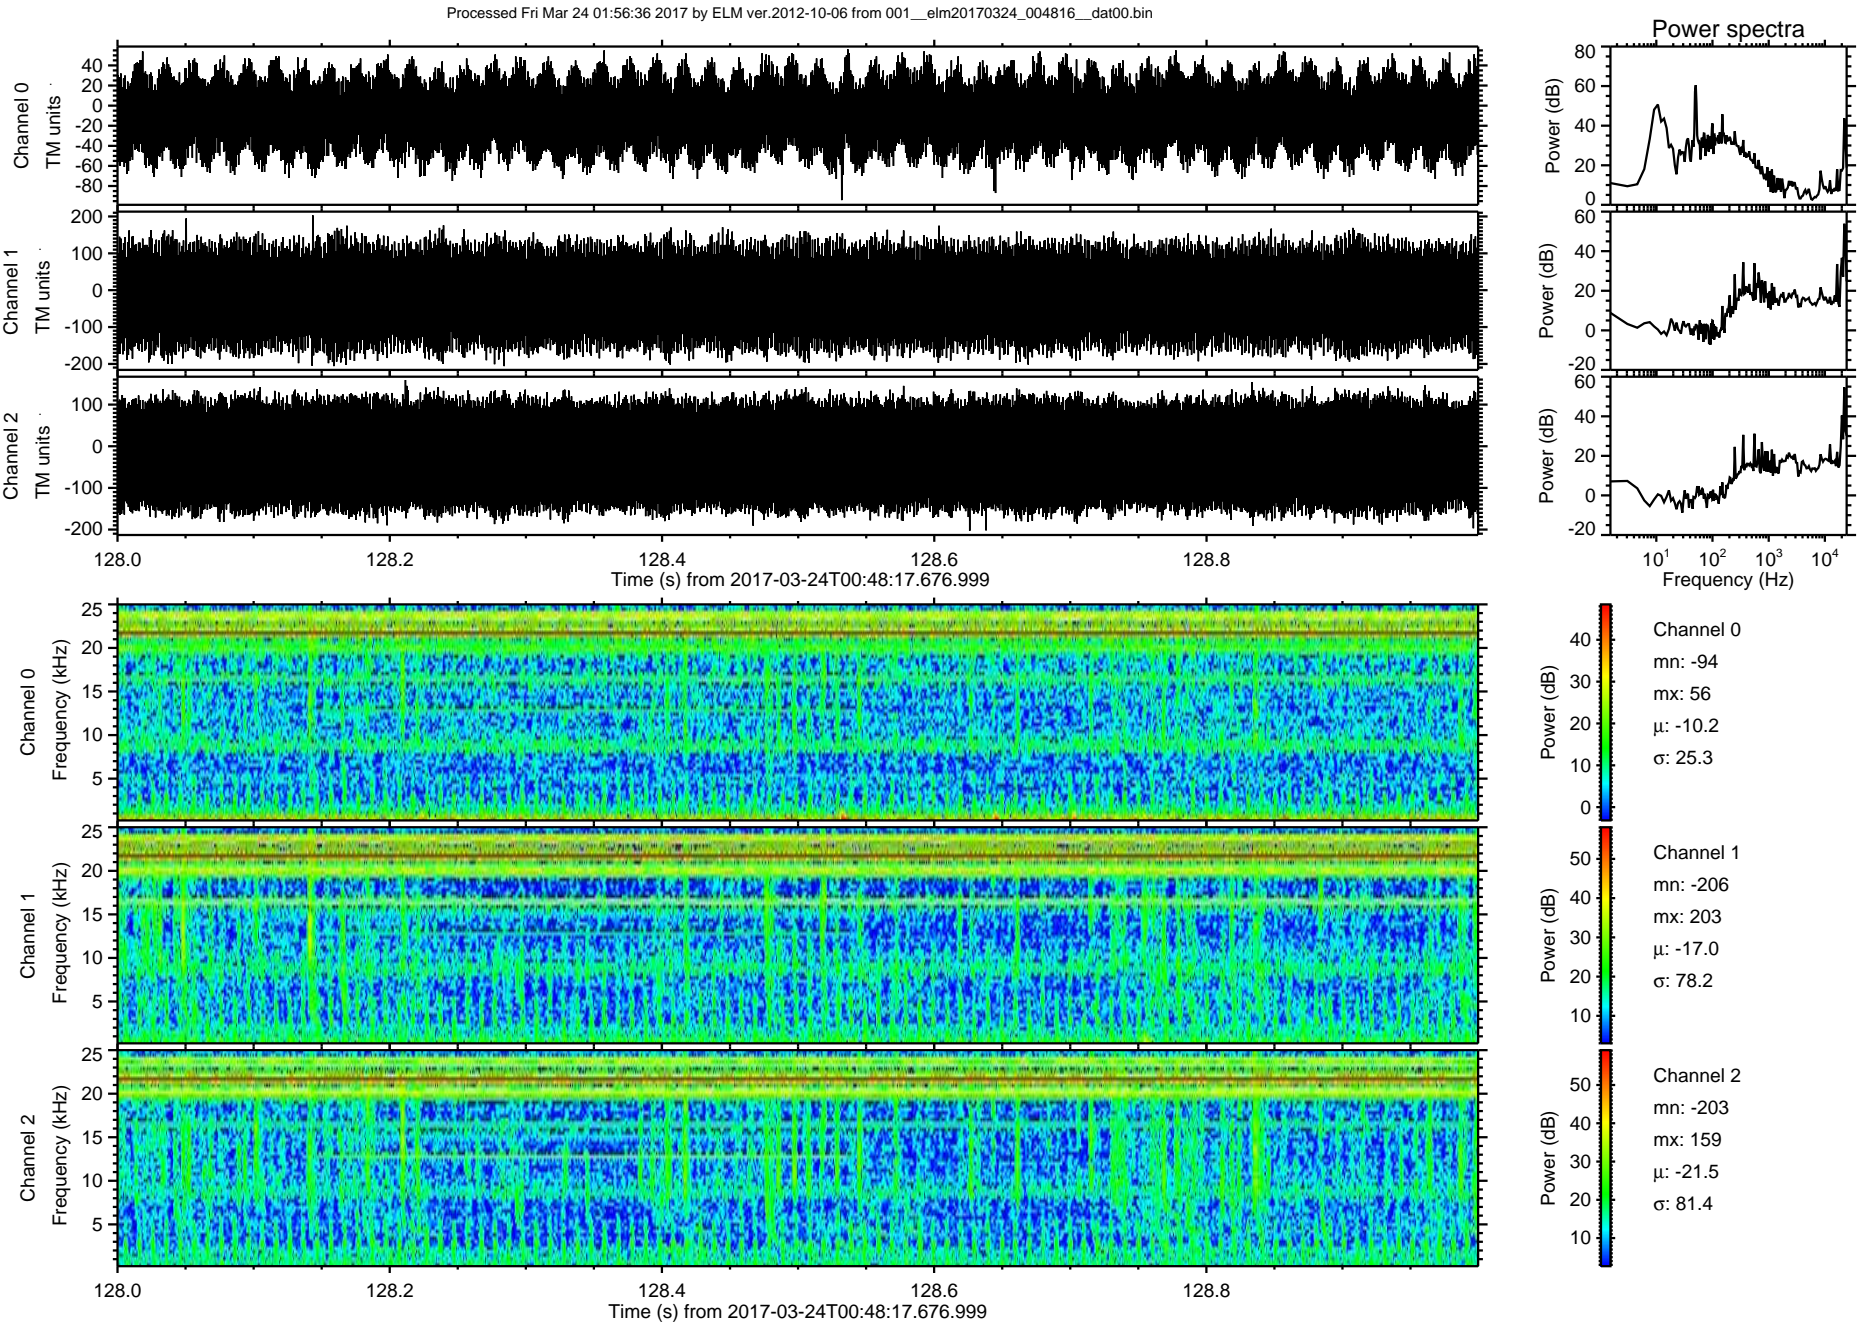 Processed Fri Mar 24 01:56:36 2017 by ELM ver.2012-10-06 from 001__elm20170324_004816__dat00.bin
Power spectra
Channel 0
TM units
40
20
0
-20
-40
-60
-80
Power (dB)
80
60
40
20
0
Channel 1
TM units
200
100
0
-100
-200
Power (dB)
60
40
20
0
-20
Channel 2
TM units
100
0
-100
-200
Power (dB)
60
40
20
0
-20
128.0 128.2 128.4 128.6 128.8
Time (s) from 2017-03-24T00:48:17.676.999
10^1 10^2 10^3 10^4
Frequency (Hz)
Channel 0
Frequency (kHz)
25
20
15
10
5
Power (dB)
40
30
20
10
0
Channel 0
mn: -94
mx: 56
μ: -10.2
σ: 25.3
Channel 1
Frequency (kHz)
25
20
15
10
5
Power (dB)
50
40
30
20
10
Channel 1
mn: -206
mx: 203
μ: -17.0
σ: 78.2
Channel 2
Frequency (kHz)
25
20
15
10
5
Power (dB)
50
40
30
20
10
Channel 2
mn: -203
mx: 159
μ: -21.5
σ: 81.4
128.0 128.2 128.4 128.6 128.8
Time (s) from 2017-03-24T00:48:17.676.999